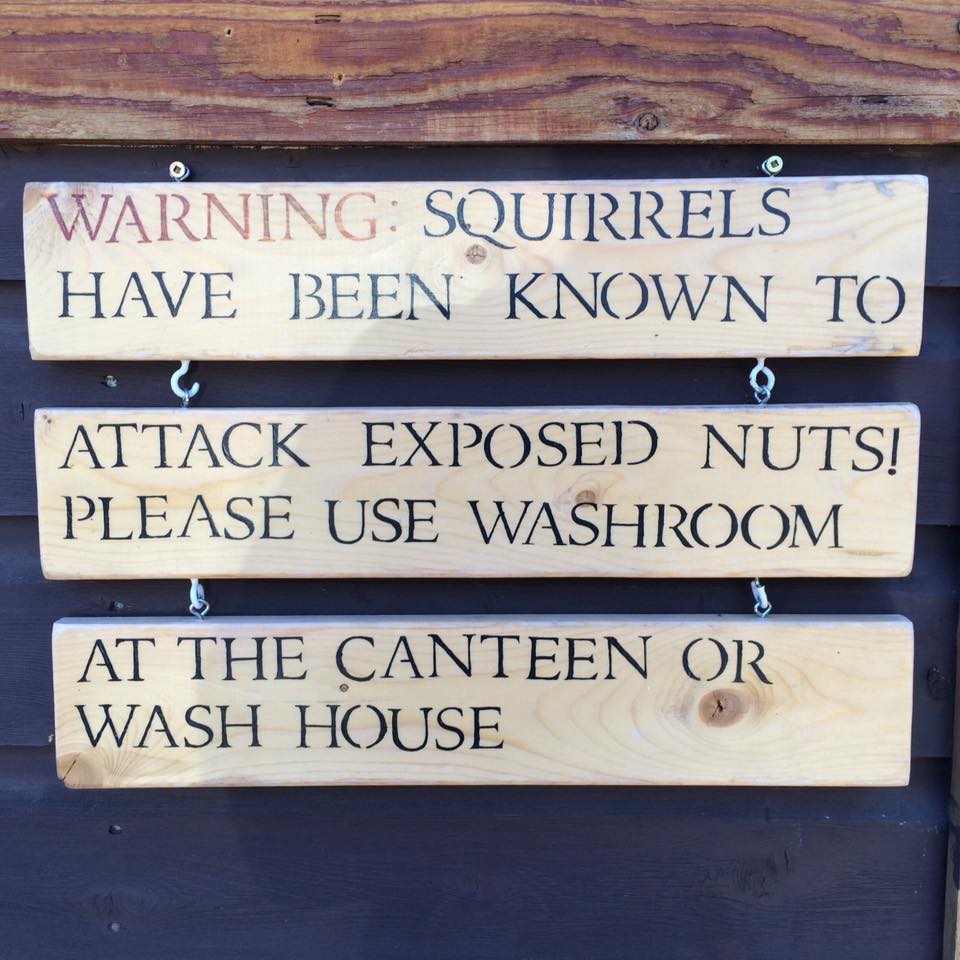 WARNING: SQUIRRELS
HAVE BEEN KNOWN TO
ATTACK EXPOSED NUTS!
PLEASE USE WASHROOM
AT THE CANTEEN OR
WASH HOUSE